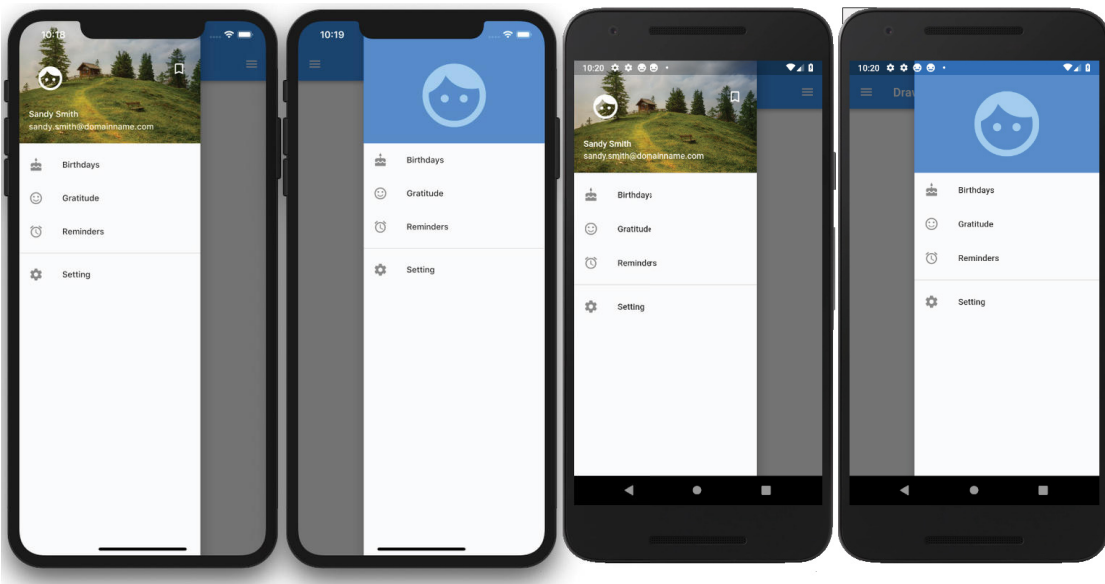 10:18
Sandy Smith
sandy.smith@domainname.com
Birthdays
Gratitude
Reminders
Setting
10:19
Birthdays
Gratitude
Reminders
Setting
10:20
Sandy Smith
sandy.smith@domainname.com
Birthdays
Gratitude
Reminders
Setting
10:20
Draw
Birthdays
Gratitude
Reminders
Setting